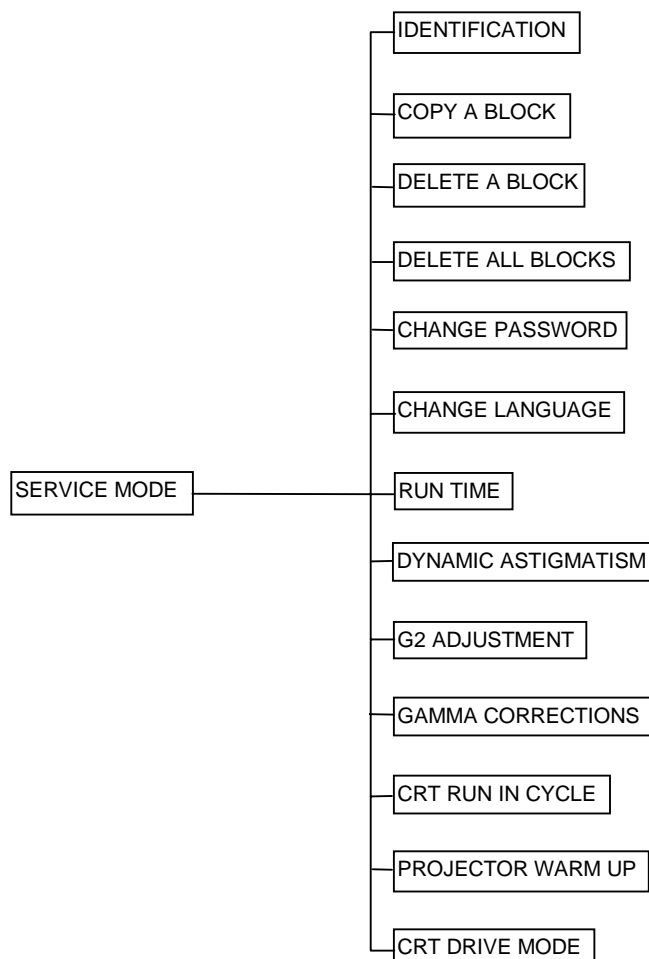 IDENTIFICATION
COPY A BLOCK
DELETE A BLOCK
DELETE ALL BLOCKS
CHANGE PASSWORD
CHANGE LANGUAGE
SERVICE MODE
RUN TIME
DYNAMIC ASTIGMATISM
G2 ADJUSTMENT
GAMMA CORRECTIONS
CRT RUN IN CYCLE
PROJECTOR WARM UP
CRT DRIVE MODE